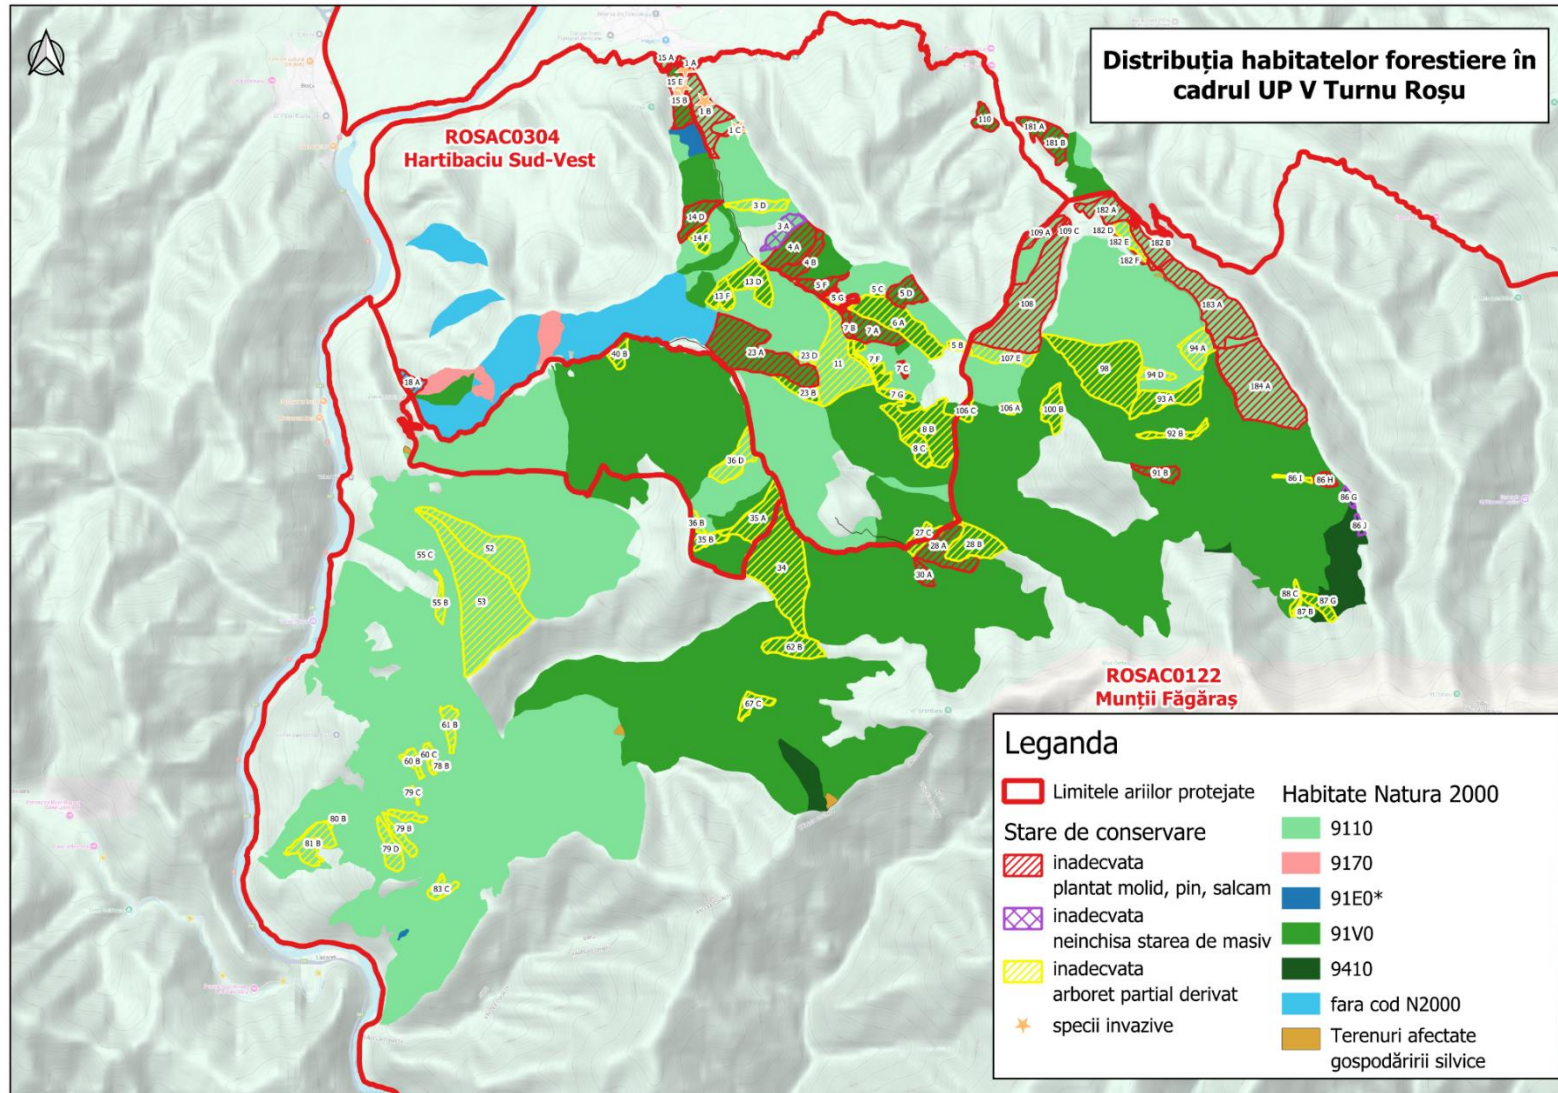 Distribuția habitatelor forestiere în
cadrul UP V Turnu Roșu
ROSAC0304
Hartibaciu Sud-Vest
15 A
1 A
15 E
15 B
1 B
1 C
110
181 A
181 B
3 D
14 D
14 F
3 A
4 A
4 B
182 A
109 A
109 C
182 D
182 E
182 B
182 F
13 D
13 F
5 F
5 G
5 C
5 D
108
183 A
6 A
7 B
7 A
23 A
40 B
23 D
11
5 B
107 E
98
94 A
7 F
7 C
94 D
184 A
18 A
23 B
7 G
93 A
106 C
106 A
100 B
8 B
8 C
92 B
36 D
91 B
86 I
86 H
86 G
36 B
35 A
35 B
86 J
27 C
28 A
28 B
52
55 C
34
30 A
53
55 B
88 C
87 G
87 B
62 B
ROSAC0122
Munții Făgăraș
67 C
61 B
60 C
60 B
78 B
79 C
80 B
79 B
81 B
79 D
83 C
Leganda
Limitele ariilor protejate
Stare de conservare
inadecvata
plantat molid, pin, salcam
inadecvata
neinchisa starea de masiv
inadecvata
arboret partial derivat
specii invazive
Habitate Natura 2000
9110
9170
91E0*
91V0
9410
fara cod N2000
Terenuri afectate
gospodăririi silvice